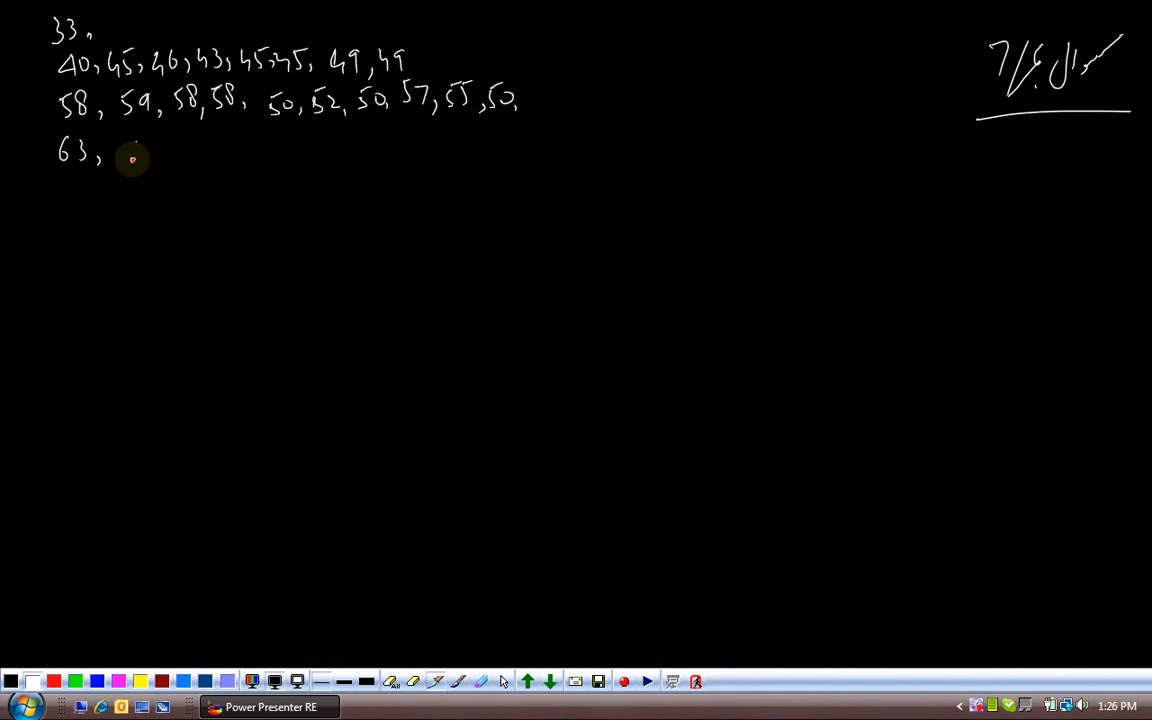 33,
40, 45, 46, 43, 45, 45, 49, 49
58, 59, 58, 58, 50, 52, 50, 57, 55, 50,
63,
سوال
All
Power Presenter RE
1:26 PM